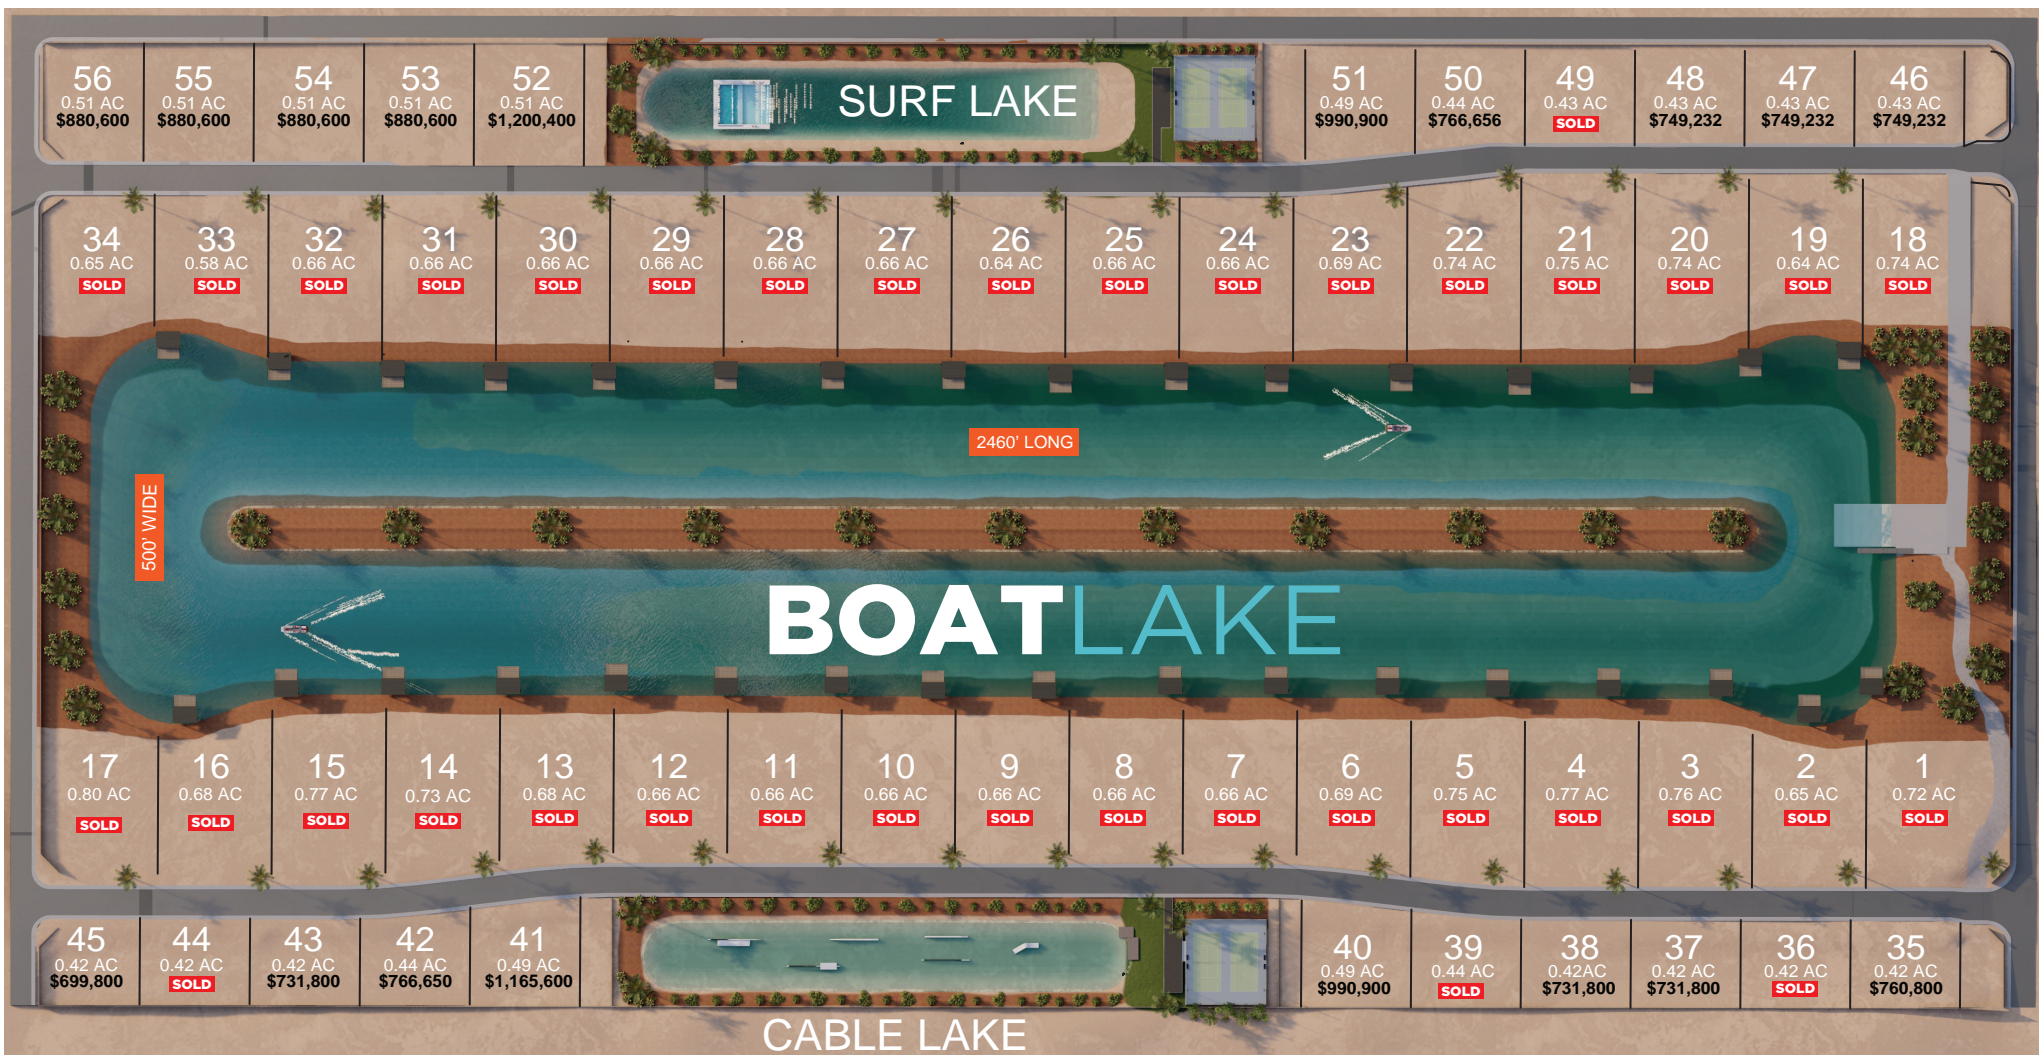 56
0.51 AC
$880,600
55
0.51 AC
$880,600
54
0.51 AC
$880,600
53
0.51 AC
$880,600
52
0.51 AC
$1,200,400
SURF LAKE
51
0.49 AC
$990,900
50
0.44 AC
$766,656
49
0.43 AC
SOLD
48
0.43 AC
$749,232
47
0.43 AC
$749,232
46
0.43 AC
$749,232
34
0.65 AC
SOLD
33
0.58 AC
SOLD
32
0.66 AC
SOLD
31
0.66 AC
SOLD
30
0.66 AC
SOLD
29
0.66 AC
SOLD
28
0.66 AC
SOLD
27
0.66 AC
SOLD
26
0.64 AC
SOLD
25
0.66 AC
SOLD
24
0.66 AC
SOLD
23
0.69 AC
SOLD
22
0.74 AC
SOLD
21
0.75 AC
SOLD
20
0.74 AC
SOLD
19
0.64 AC
SOLD
18
0.74 AC
SOLD
2460' LONG
500' WIDE
BOATLAKE
17
0.80 AC
SOLD
16
0.68 AC
SOLD
15
0.77 AC
SOLD
14
0.73 AC
SOLD
13
0.68 AC
SOLD
12
0.66 AC
SOLD
11
0.66 AC
SOLD
10
0.66 AC
SOLD
9
0.66 AC
SOLD
8
0.66 AC
SOLD
7
0.66 AC
SOLD
6
0.69 AC
SOLD
5
0.75 AC
SOLD
4
0.77 AC
SOLD
3
0.76 AC
SOLD
2
0.65 AC
SOLD
1
0.72 AC
SOLD
45
0.42 AC
$699,800
44
0.42 AC
SOLD
43
0.42 AC
$731,800
42
0.44 AC
$766,650
41
0.49 AC
$1,165,600
40
0.49 AC
$990,900
39
0.44 AC
SOLD
38
0.42AC
$731,800
37
0.42 AC
$731,800
36
0.42 AC
SOLD
35
0.42 AC
$760,800
CABLE LAKE